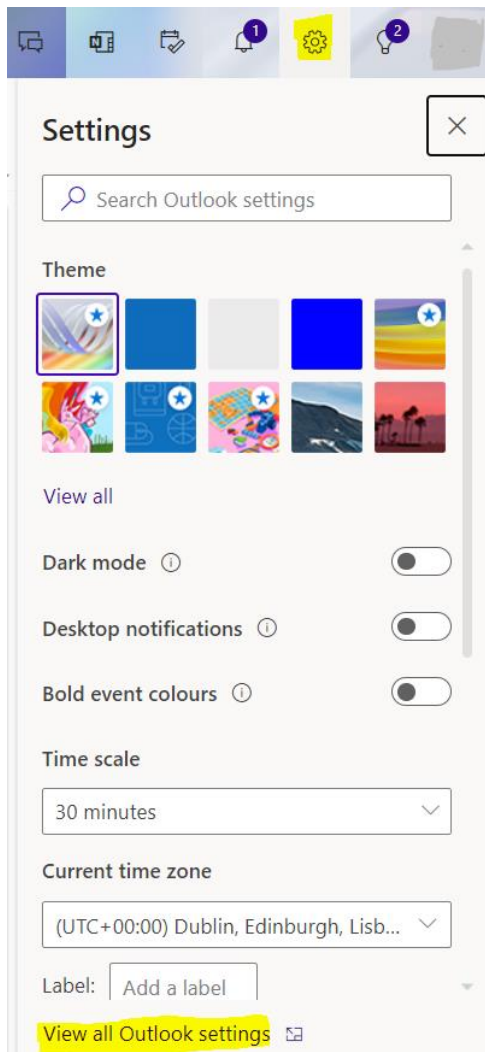 1
2
Settings
Search Outlook settings
Theme
View all
Dark mode
Desktop notifications
Bold event colours
Time scale
30 minutes
Current time zone
(UTC+00:00) Dublin, Edinburgh, Lisb...
Label: Add a label
View all Outlook settings